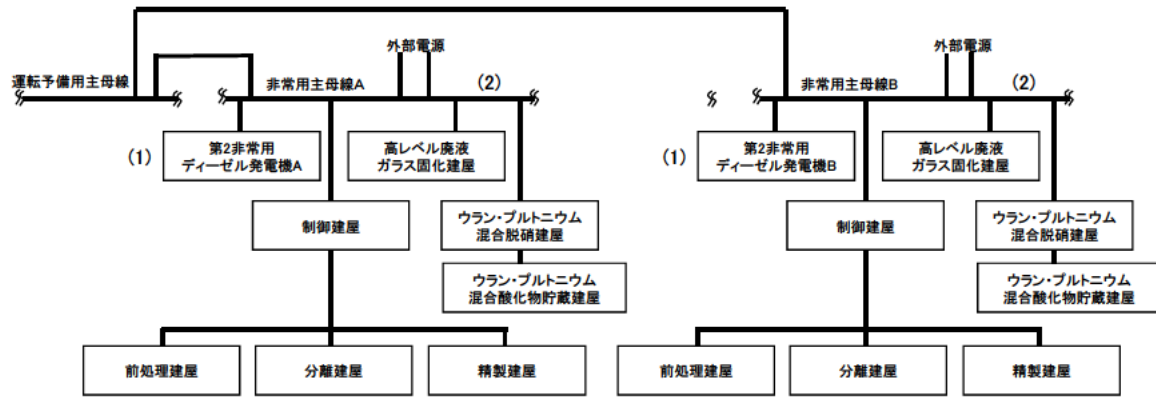 外部電源
外部電源
運転予備用主母線
非常用主母線A
(2)
非常用主母線B
(2)
(1)
第2非常用
ディーゼル発電機A
高レベル廃液
ガラス固化建屋
(1)
第2非常用
ディーゼル発電機B
高レベル廃液
ガラス固化建屋
制御建屋
ウラン・プルトニウム
混合脱硝建屋
制御建屋
ウラン・プルトニウム
混合脱硝建屋
ウラン・プルトニウム
混合酸化物貯蔵建屋
ウラン・プルトニウム
混合酸化物貯蔵建屋
前処理建屋
分離建屋
精製建屋
前処理建屋
分離建屋
精製建屋